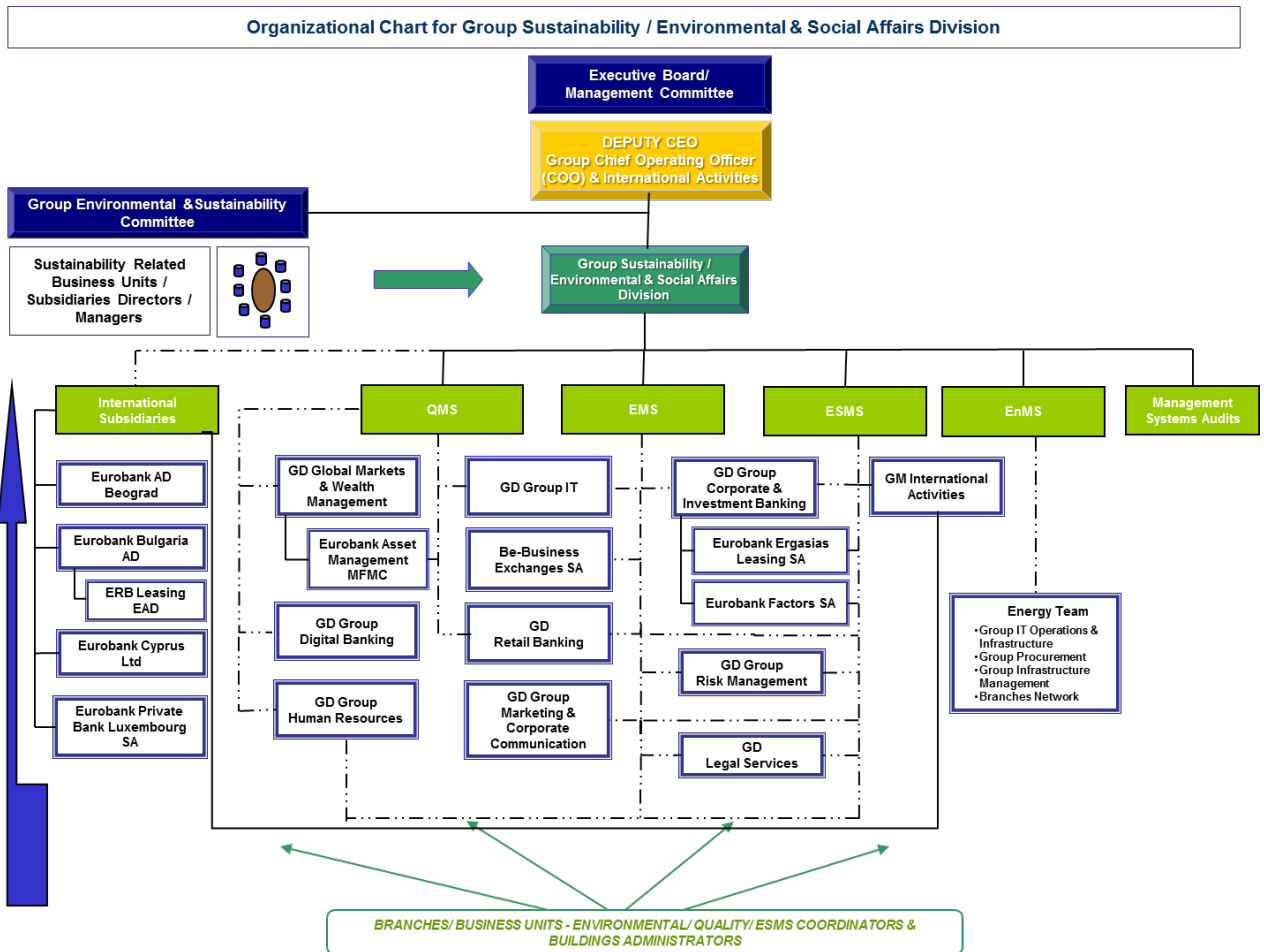 Organizational Chart for Group Sustainability / Environmental & Social Affairs Division
Executive Board/
Management Committee
DEPUTY CEO
Group Chief Operating Officer
(COO) & International Activities
Group Environmental &Sustainability
Committee
Sustainability Related
Business Units /
Subsidiaries Directors /
Managers
Group Sustainability /
Environmental & Social Affairs
Division
International
Subsidiaries
QMS
EMS
ESMS
EnMS
Management
Systems Audits
Eurobank AD
Beograd
Eurobank Bulgaria
AD
ERB Leasing
EAD
Eurobank Cyprus
Ltd
Eurobank Private
Bank Luxembourg
SA
GD Global Markets
& Wealth
Management
Eurobank Asset
Management
MFMC
GD Group
Digital Banking
GD Group
Human Resources
GD Group IT
Be-Business
Exchanges SA
GD
Retail Banking
GD Group
Marketing &
Corporate
Communication
GD Group
Corporate &
Investment Banking
Eurobank Ergasias
Leasing SA
Eurobank Factors SA
GD Group
Risk Management
GD
Legal Services
GM International
Activities
Energy Team
•Group IT Operations &
Infrastructure
•Group Procurement
•Group Infrastructure
Management
•Branches Network
BRANCHES/ BUSINESS UNITS - ENVIRONMENTAL/ QUALITY/ ESMS COORDINATORS &
BUILDINGS ADMINISTRATORS